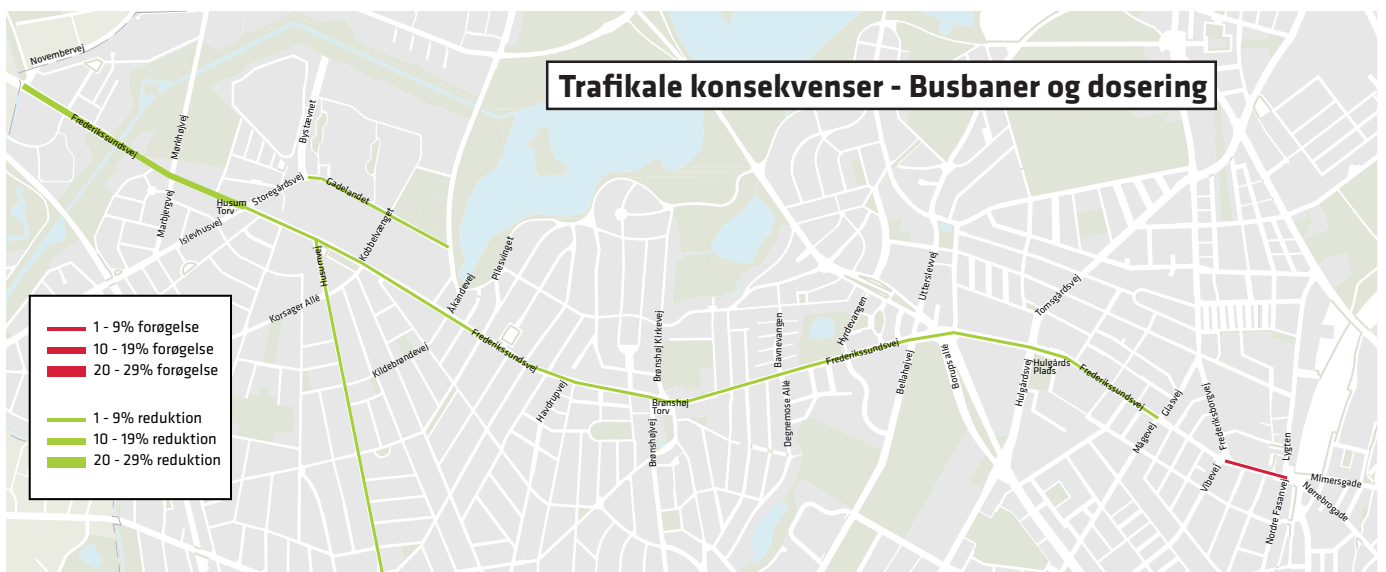 Trafikale konsekvenser - Busbaner og dosering
Novembervej
Frederikssundsvej
Mørkhøjvej
Bystævnet
Marbjergvej
Islevhusvej
Husum
Torv
Storegårdsvej
Gadelandet
Kobbelvænget
Husumvej
Korsager Allé
Kildebrøndevej
Åkandevej
Pilesvinget
Frederikssundsvej
Havdrupvej
Brønshøj Kirkevej
Brønshøj
Torv
Brønshøjvej
Bavnevangen
Degnemose Allé
Hyrdevangen
Frederikssundsvej
Bellahøjvej
Utterslevvej
Borups allé
Tomsgårdsvej
Hulgårdsvej
Hulgårds
Plads
Frederikssundsvej
Mågevej
Glasvej
Frederiksborgvej
Vibevej
Lygten
Nordre Fasanvej
Mimersgade
Nørrebrogade
1 - 9% forøgelse
10 - 19% forøgelse
20 - 29% forøgelse
1 - 9% reduktion
10 - 19% reduktion
20 - 29% reduktion